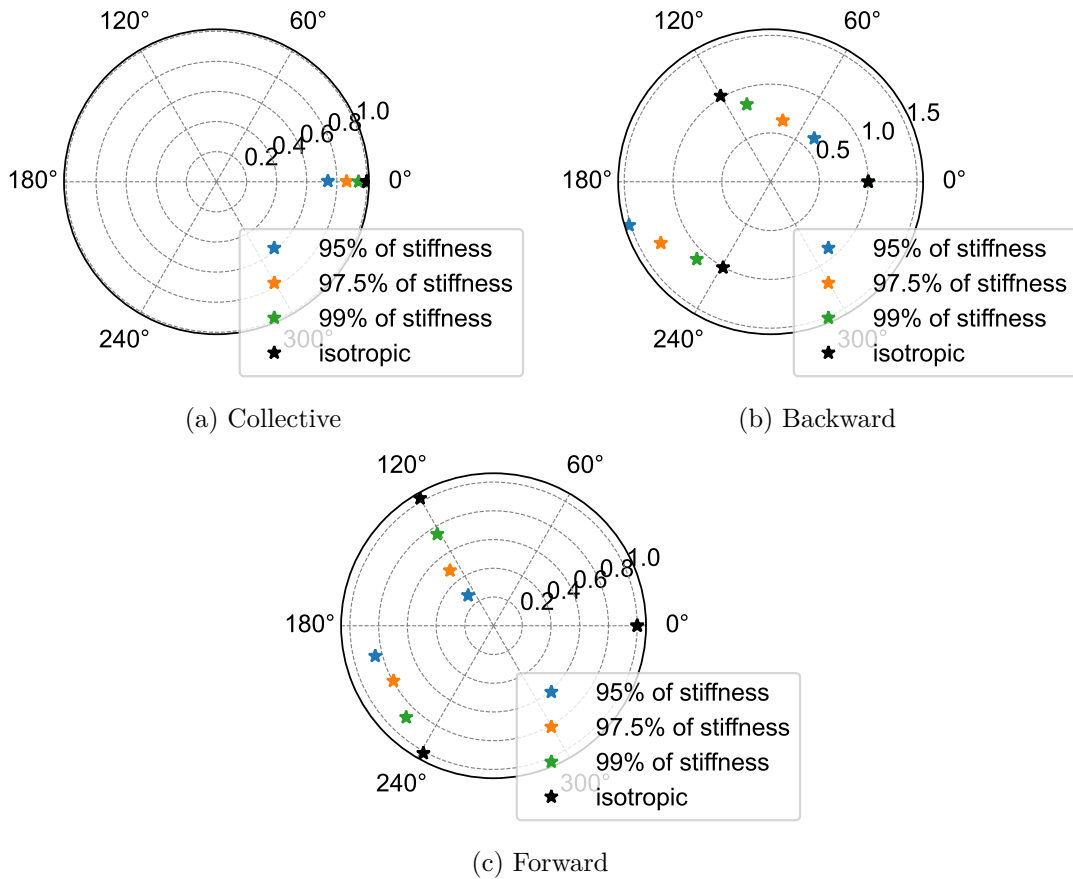 120° 60°
180° 0°
240° 300°
0.2 0.4 0.6 0.8 1.0
95% of stiffness
97.5% of stiffness
99% of stiffness
isotropic
(a) Collective
120° 60°
180° 0°
240° 300°
0.5 1.0 1.5
95% of stiffness
97.5% of stiffness
99% of stiffness
isotropic
(b) Backward
120° 60°
180° 0°
240° 300°
0.2 0.4 0.6 0.8 1.0
95% of stiffness
97.5% of stiffness
99% of stiffness
isotropic
(c) Forward